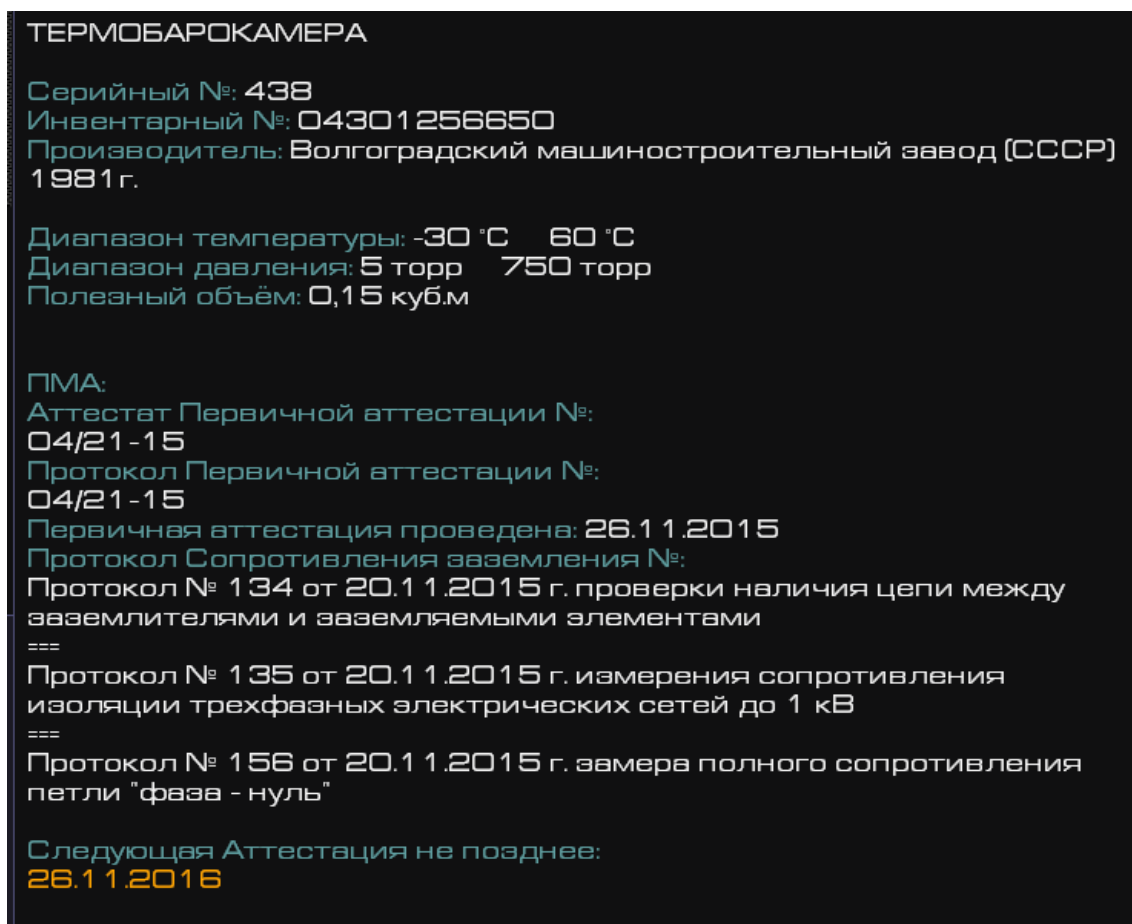 ТЕРМОБАРОКАМЕРА
Серийный №: 438
Инвентарный №: 04301256650
Производитель: Волгоградский машиностроительный завод (СССР)
1981г.
Диапазон температуры: -30 °C 60 °C
Диапазон давления: 5 торр 750 торр
Полезный объём: 0,15 куб.м
ПМА:
Аттестат Первичной аттестации №:
04/21-15
Протокол Первичной аттестации №:
04/21-15
Первичная аттестация проведена: 26.11.2015
Протокол Сопротивления заземления №:
Протокол № 134 от 20.11.2015 г. проверки наличия цепи между
заземлителями и заземляемыми элементами
===
Протокол № 135 от 20.11.2015 г. измерения сопротивления
изоляции трехфазных электрических сетей до 1 кВ
===
Протокол № 156 от 20.11.2015 г. замера полного сопротивления
петли "фаза - нуль"
Следующая Аттестация не позднее:
26.11.2016